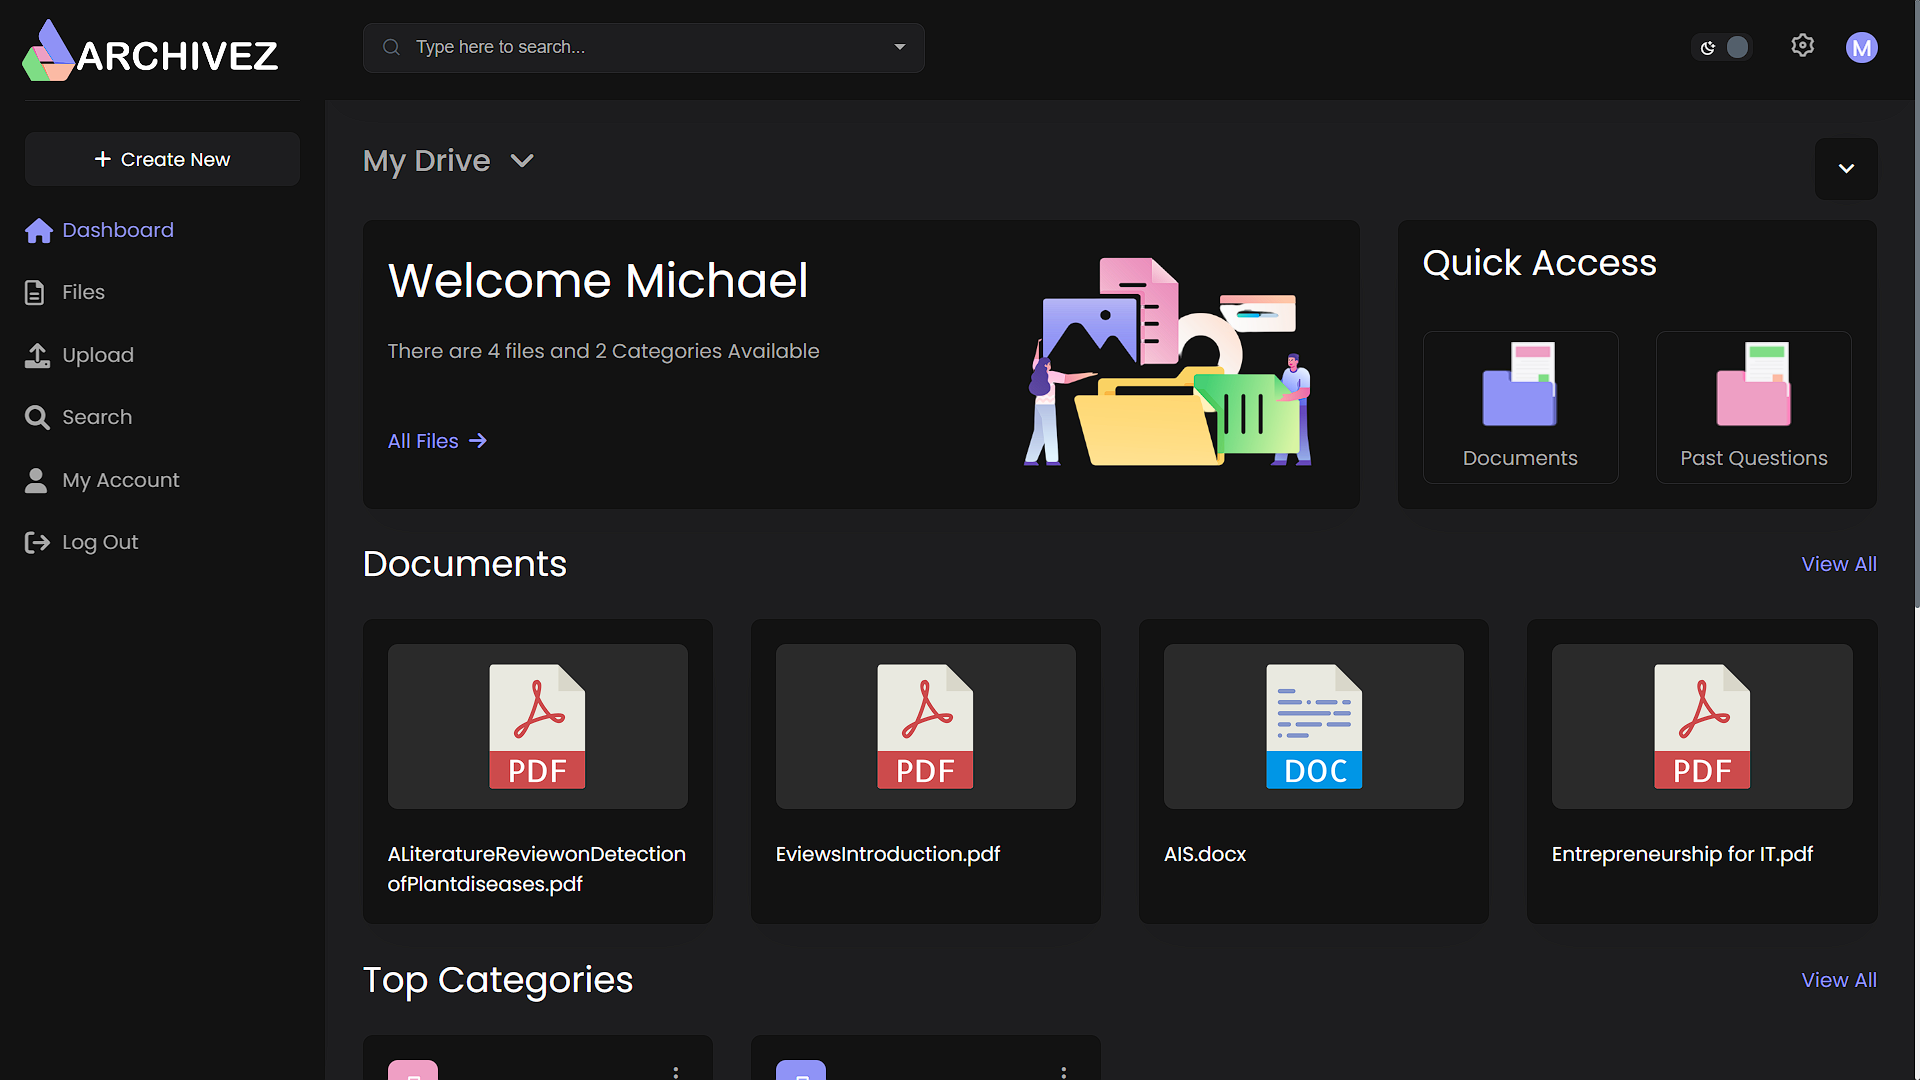 ARCHIVEZ
Type here to search...
M
+ Create New
Dashboard
Files
Upload
Search
My Account
Log Out
My Drive
Welcome Michael
There are 4 files and 2 Categories Available
All Files
Quick Access
Documents
Past Questions
Documents
View All
PDF
ALiteratureReviewonDetection
ofPlantdiseases.pdf
PDF
EviewsIntroduction.pdf
DOC
AIS.docx
PDF
Entrepreneurship for IT.pdf
Top Categories
View All